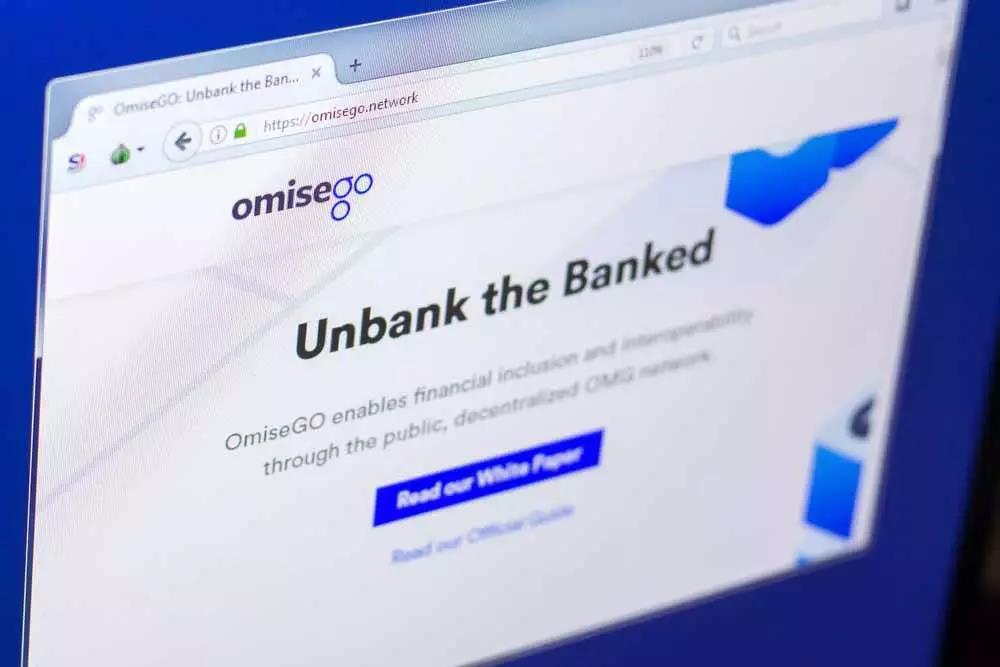 OmiseGO: Unbank the Ban...
https://omisego.network
110%
Search
omisego
Unbank the Banked
OmiseGO enables financial inclusion and interoperability
through the public, decentralized OMG network.
Read our White Paper
Read our Official Guide